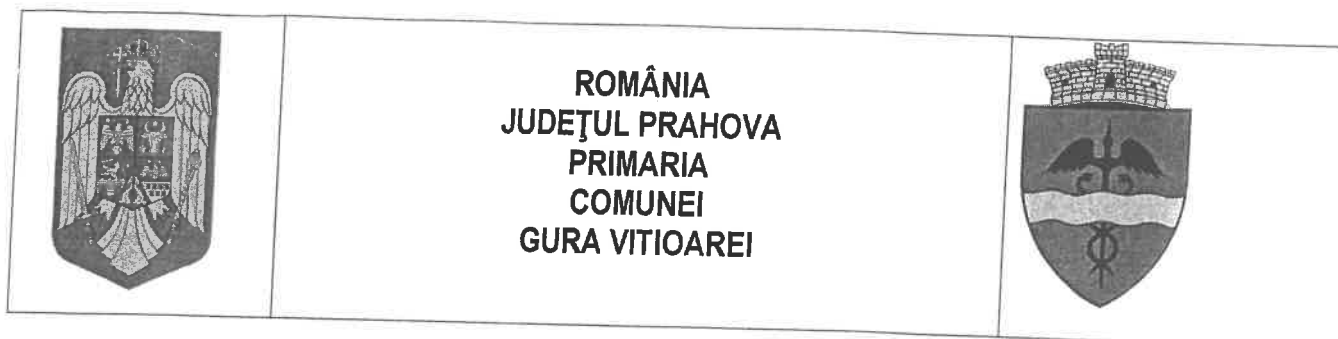 ROMÂNIA
JUDEŢUL PRAHOVA
PRIMARIA
COMUNEI
GURA VITIOAREI